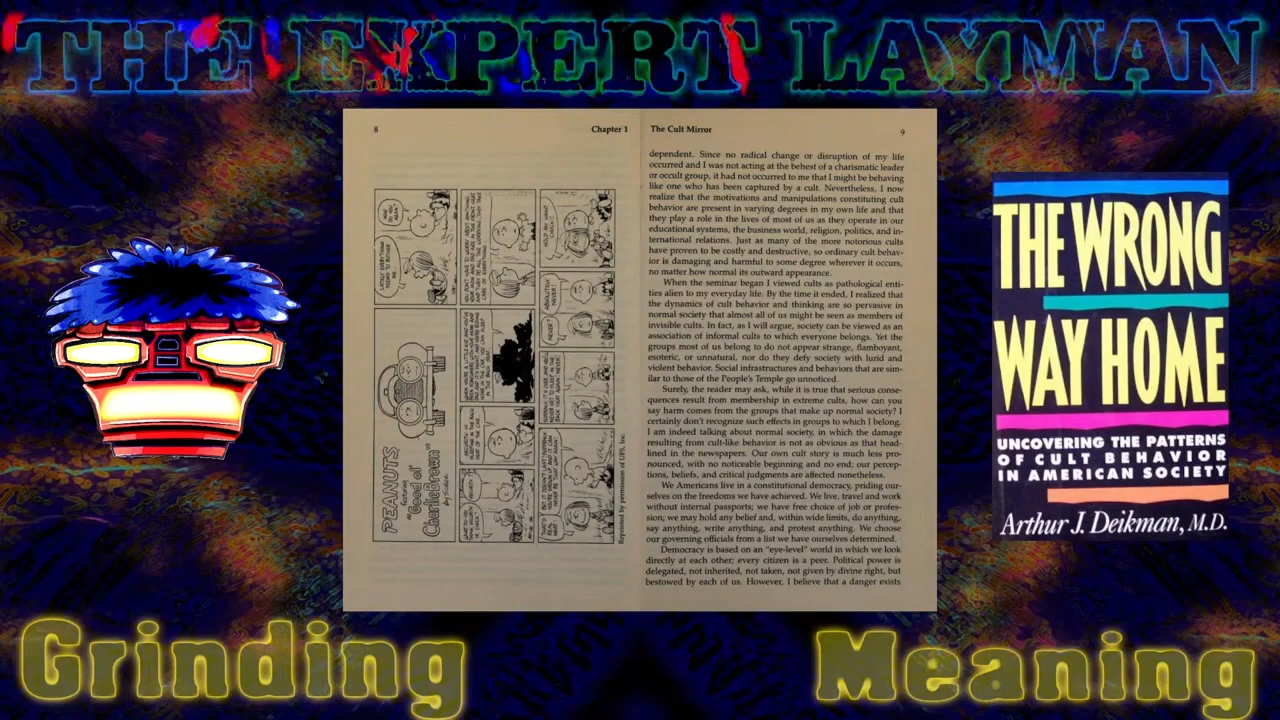 THE EXPERT LAYMAN
8
Chapter 1
PEANUTS
featuring
"Good ol'
CharlieBrown"
by Schulz
Reprinted by permission of UFS, Inc.
The Cult Mirror
9
dependent. Since no radical change or disruption of my life
occurred and I was not acting at the behest of a charismatic leader
or occult group, it had not occurred to me that I might be behaving
like one who has been captured by a cult. Nevertheless, I now
realize that the motivations and manipulations constituting cult
behavior are present in varying degrees in my own life and that
they play a role in the lives of most of us as they operate in our
educational systems, the business world, religion, politics, and in-
ternational relations. Just as many of the more notorious cults
have proven to be costly and destructive, so ordinary cult behav-
ior is damaging and harmful to some degree wherever it occurs,
no matter how normal its outward appearance.
When the seminar began I viewed cults as pathological enti-
ties alien to my everyday life. By the time it ended, I realized that
the dynamics of cult behavior and thinking are so pervasive in
normal society that almost all of us might be seen as members of
invisible cults. In fact, as I will argue, society can be viewed as an
association of informal cults to which everyone belongs. Yet the
groups most of us belong to do not appear strange, flamboyant,
esoteric, or unnatural, nor do they defy society with lurid and
violent behavior. Social infrastructures and behaviors that are sim-
ilar to those of the People's Temple go unnoticed.
Surely, the reader may ask, while it is true that serious conse-
quences result from membership in extreme cults, how can you
say harm comes from the groups that make up normal society? I
certainly don't recognize such effects in groups to which I belong.
I am indeed talking about normal society, in which the damage
resulting from cult-like behavior is not as obvious as that head-
lined in the newspapers. Our own cult story is much less pro-
nounced, with no noticeable beginning and no end; our percep-
tions, beliefs, and critical judgments are affected nonetheless.
We Americans live in a constitutional democracy, priding our-
selves on the freedoms we have achieved. We live, travel and work
without internal passports; we have free choice of job or profes-
sion; we may hold any belief and, within wide limits, do anything,
say anything, write anything, and protest anything. We choose
our governing officials from a list we have ourselves determined.
Democracy is based on an "eye-level" world in which we look
directly at each other; every citizen is a peer. Political power is
delegated, not inherited, not taken, not given by divine right, but
bestowed by each of us. However, I believe that a danger exists
THE WRONG
WAY HOME
UNCOVERING THE PATTERNS
OF CULT BEHAVIOR
IN AMERICAN SOCIETY
Arthur J. Deikman, M.D.
Grinding
Meaning